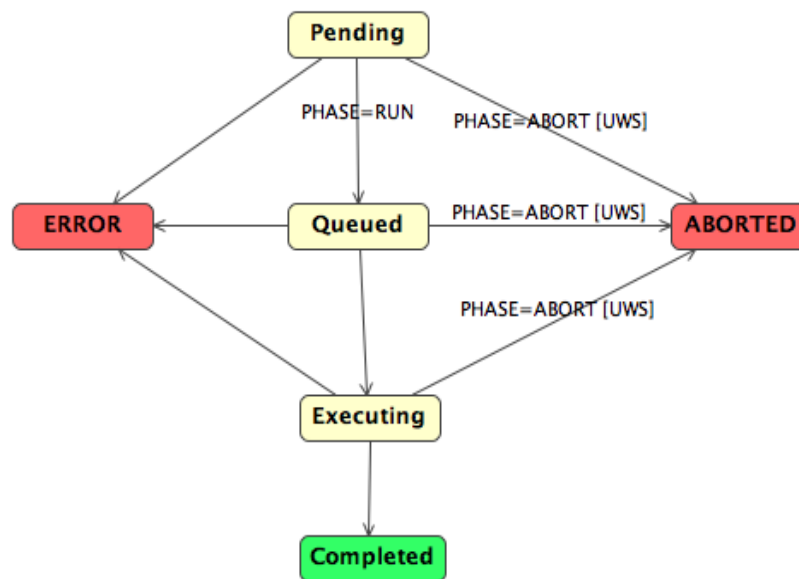 Pending
PHASE=RUN
PHASE=ABORT [UWS]
ERROR
Queued
PHASE=ABORT [UWS]
ABORTED
PHASE=ABORT [UWS]
Executing
Completed